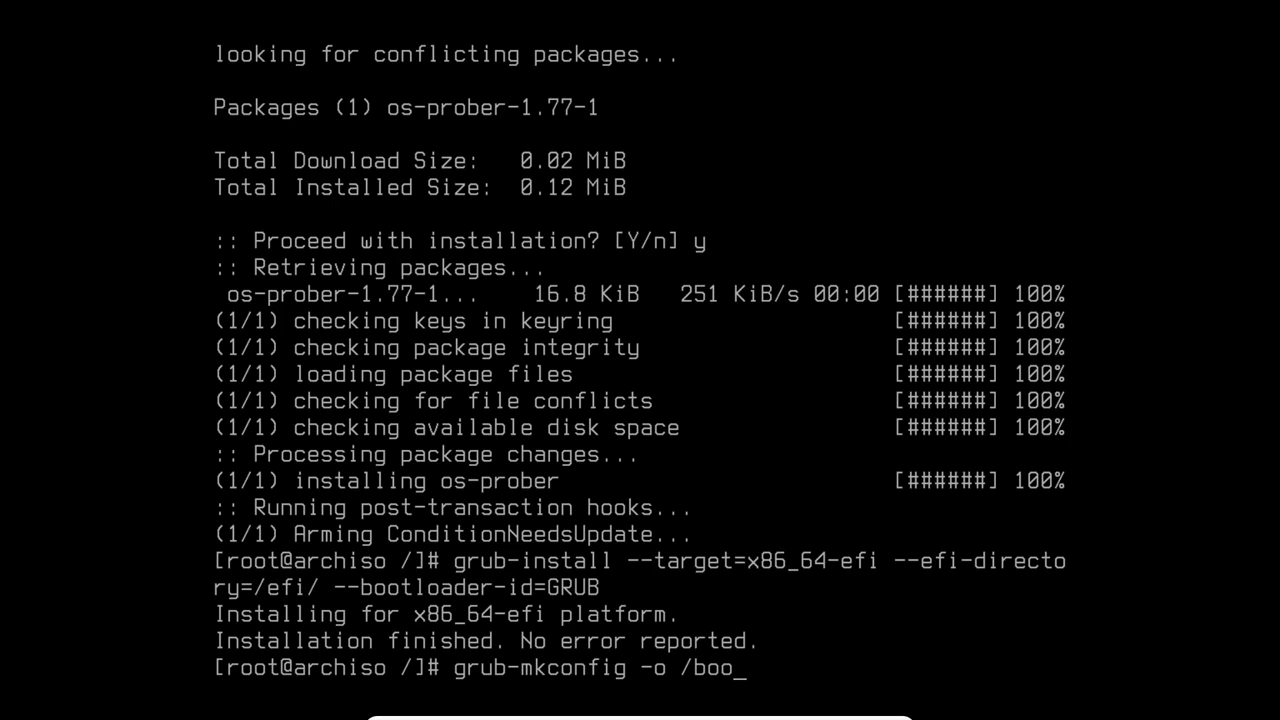 looking for conflicting packages...
Packages (1) os-prober-1.77-1
Total Download Size:   0.02 MiB
Total Installed Size:  0.12 MiB
:: Proceed with installation? [Y/n] y
:: Retrieving packages...
 os-prober-1.77-1...    16.8 KiB   251 KiB/s 00:00 [######] 100%
(1/1) checking keys in keyring                     [######] 100%
(1/1) checking package integrity                   [######] 100%
(1/1) loading package files                        [######] 100%
(1/1) checking for file conflicts                  [######] 100%
(1/1) checking available disk space                [######] 100%
:: Processing package changes...
(1/1) installing os-prober                         [######] 100%
:: Running post-transaction hooks...
(1/1) Arming ConditionNeedsUpdate...
[root@archiso /]# grub-install --target=x86_64-efi --efi-directo
ry=/efi/ --bootloader-id=GRUB
Installing for x86_64-efi platform.
Installation finished. No error reported.
[root@archiso /]# grub-mkconfig -o /boo_